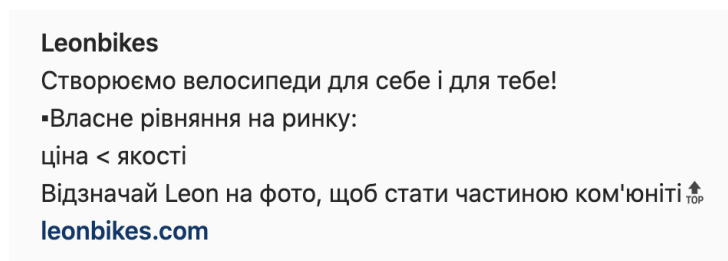 Leonbikes
Створюємо велосипеди для себе і для тебе!
▪Власне рівняння на ринку:
ціна < якості
Відзначай Leon на фото, щоб стати частиною ком'юніті🔝
leonbikes.com